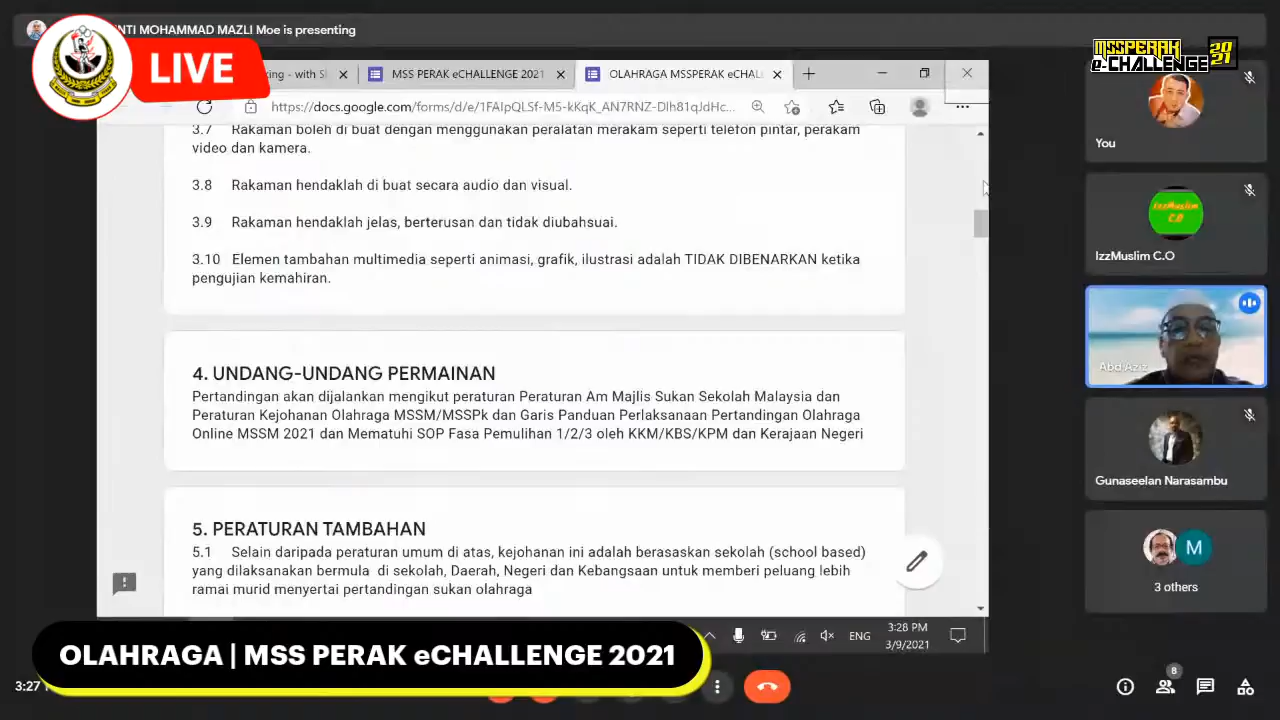 NTI MOHAMMAD MAZLI Moe is presenting
LIVE
MSSPERAK
e-CHALLENGE
2021
king - with S
MSS PERAK eCHALLENGE 2021
OLAHRAGA MSSPERAK eCHAL
https://docs.google.com/forms/d/e/1FAIpQLSf-M5-kKqK_AN7RNZ-Dlh81qJdHc...
3.7 Rakaman boleh di buat dengan menggunakan peralatan merakam seperti telefon pintar, perakam
video dan kamera.
3.8 Rakaman hendaklah di buat secara audio dan visual.
3.9 Rakaman hendaklah jelas, berterusan dan tidak diubahsuai.
3.10 Elemen tambahan multimedia seperti animasi, grafik, ilustrasi adalah TIDAK DIBENARKAN ketika
pengujian kemahiran.
4. UNDANG-UNDANG PERMAINAN
Pertandingan akan dijalankan mengikut peraturan Peraturan Am Majlis Sukan Sekolah Malaysia dan
Peraturan Kejohanan Olahraga MSSM/MSSPk dan Garis Panduan Perlaksanaan Pertandingan Olahraga
Online MSSM 2021 dan Mematuhi SOP Fasa Pemulihan 1/2/3 oleh KKM/KBS/KPM dan Kerajaan Negeri
5. PERATURAN TAMBAHAN
5.1 Selain daripada peraturan umum di atas, kejohanan ini adalah berasaskan sekolah (school based)
yang dilaksanakan bermula di sekolah, Daerah, Negeri dan Kebangsaan untuk memberi peluang lebih
ramai murid menyertai pertandingan sukan olahraga
You
IzzMuslim C.O
IzzMuslim C.O
Abd Aziz
Gunaseelan Narasambu
M
3 others
ENG
3:28 PM
3/9/2021
OLAHRAGA | MSS PERAK eCHALLENGE 2021
3:27
8